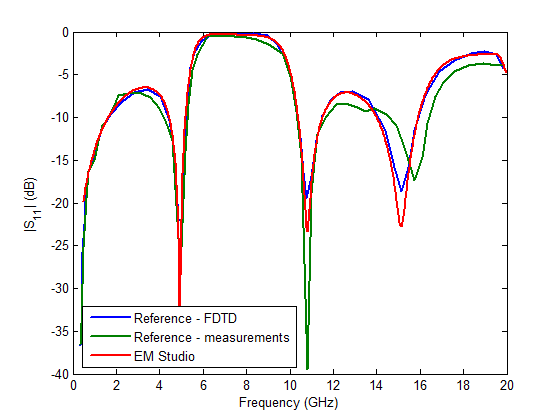 0
-5
-10
-15
-20
-25
-30
-35
-40
|S11| (dB)
Reference - FDTD
Reference - measurements
EM Studio
0 2 4 6 8 10 12 14 16 18 20
Frequency (GHz)